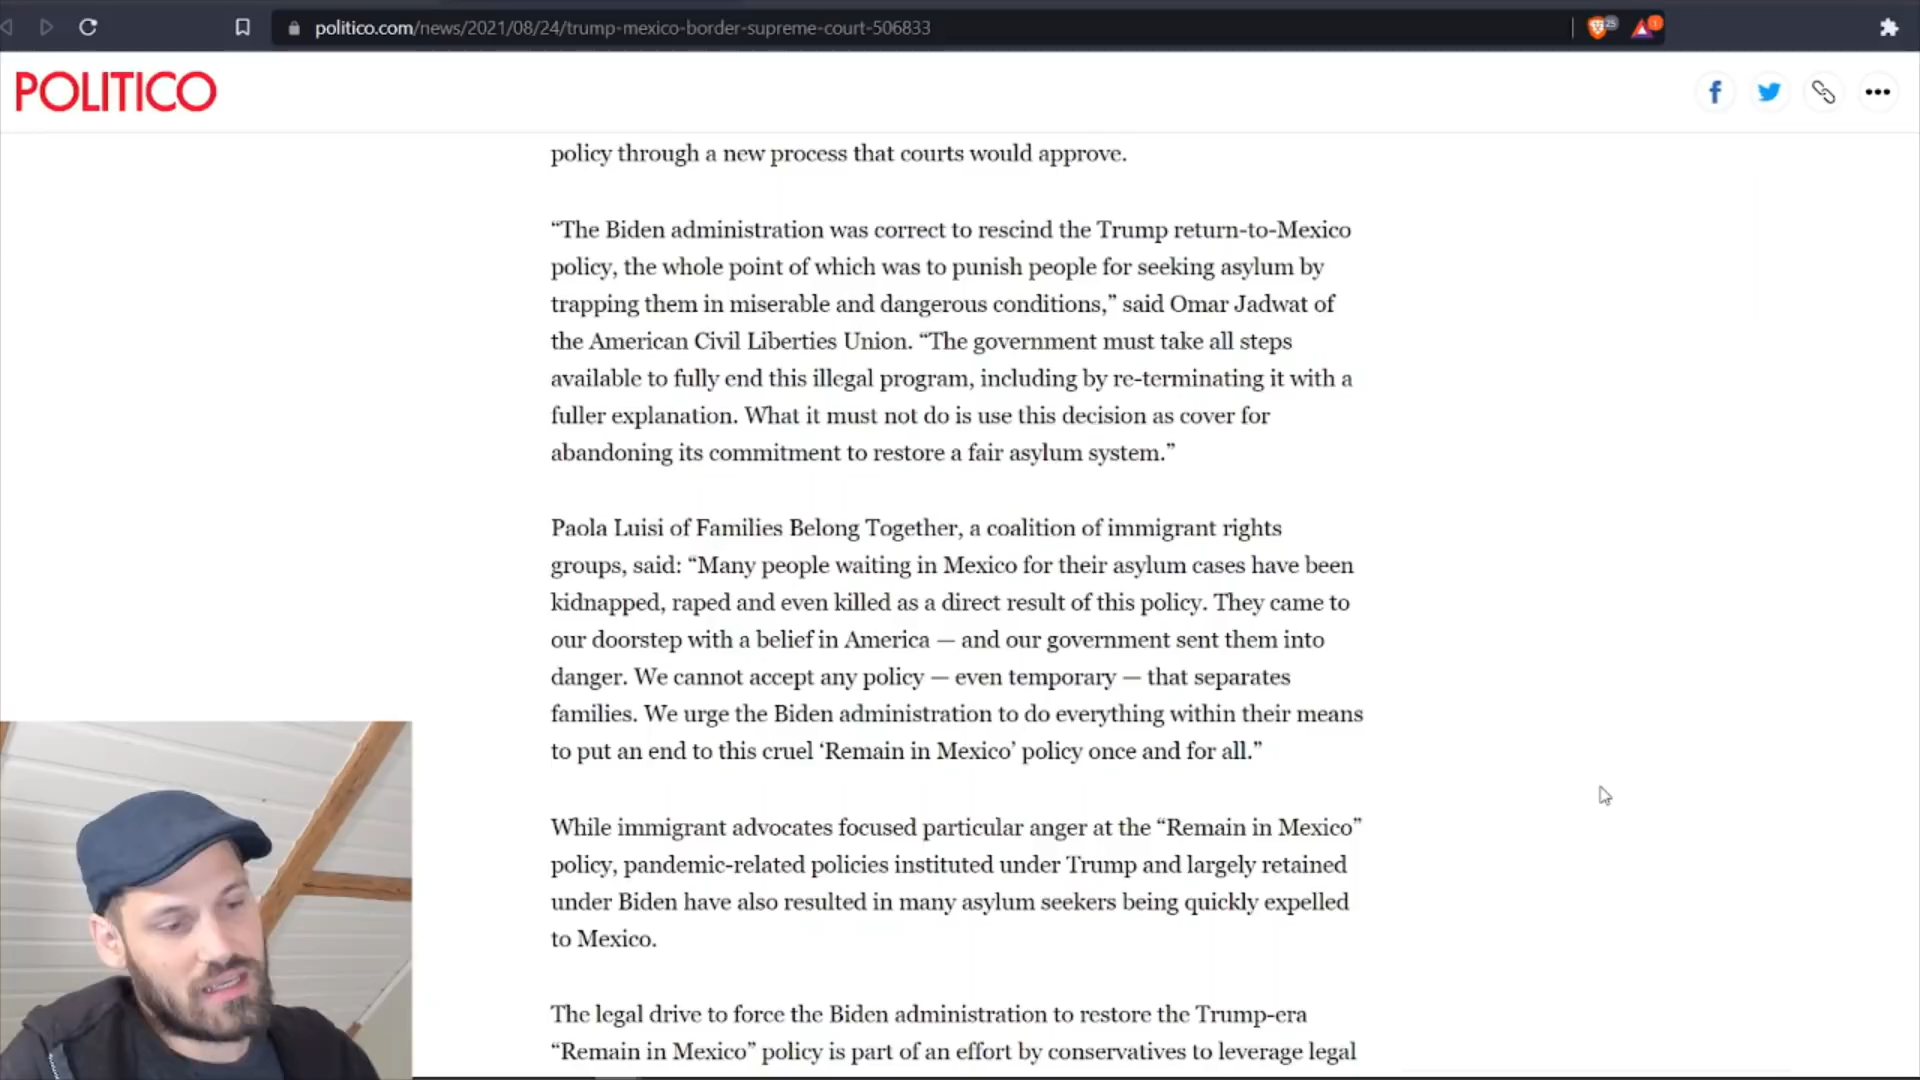 politico.com/news/2021/08/24/trump-mexico-border-supreme-court-506833
25
1
POLITICO
policy through a new process that courts would approve.
“The Biden administration was correct to rescind the Trump return-to-Mexico
policy, the whole point of which was to punish people for seeking asylum by
trapping them in miserable and dangerous conditions,” said Omar Jadwat of
the American Civil Liberties Union. “The government must take all steps
available to fully end this illegal program, including by re-terminating it with a
fuller explanation. What it must not do is use this decision as cover for
abandoning its commitment to restore a fair asylum system.”
Paola Luisi of Families Belong Together, a coalition of immigrant rights
groups, said: “Many people waiting in Mexico for their asylum cases have been
kidnapped, raped and even killed as a direct result of this policy. They came to
our doorstep with a belief in America — and our government sent them into
danger. We cannot accept any policy — even temporary — that separates
families. We urge the Biden administration to do everything within their means
to put an end to this cruel ‘Remain in Mexico’ policy once and for all.”
While immigrant advocates focused particular anger at the “Remain in Mexico”
policy, pandemic-related policies instituted under Trump and largely retained
under Biden have also resulted in many asylum seekers being quickly expelled
to Mexico.
The legal drive to force the Biden administration to restore the Trump-era
“Remain in Mexico” policy is part of an effort by conservatives to leverage legal